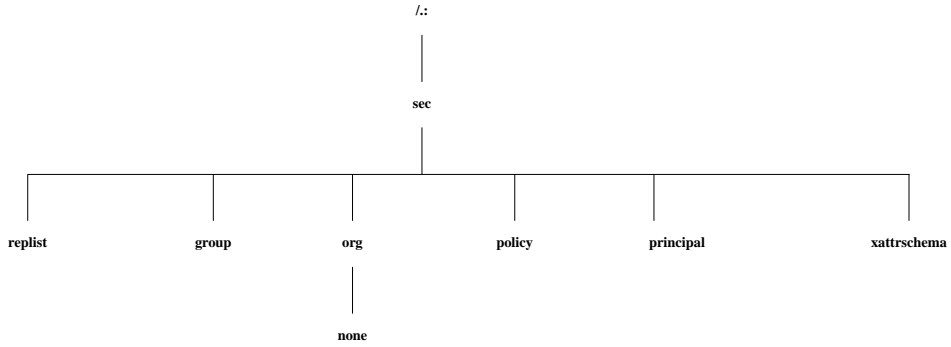 /.:
sec
replist group org policy principal xattrschema
none